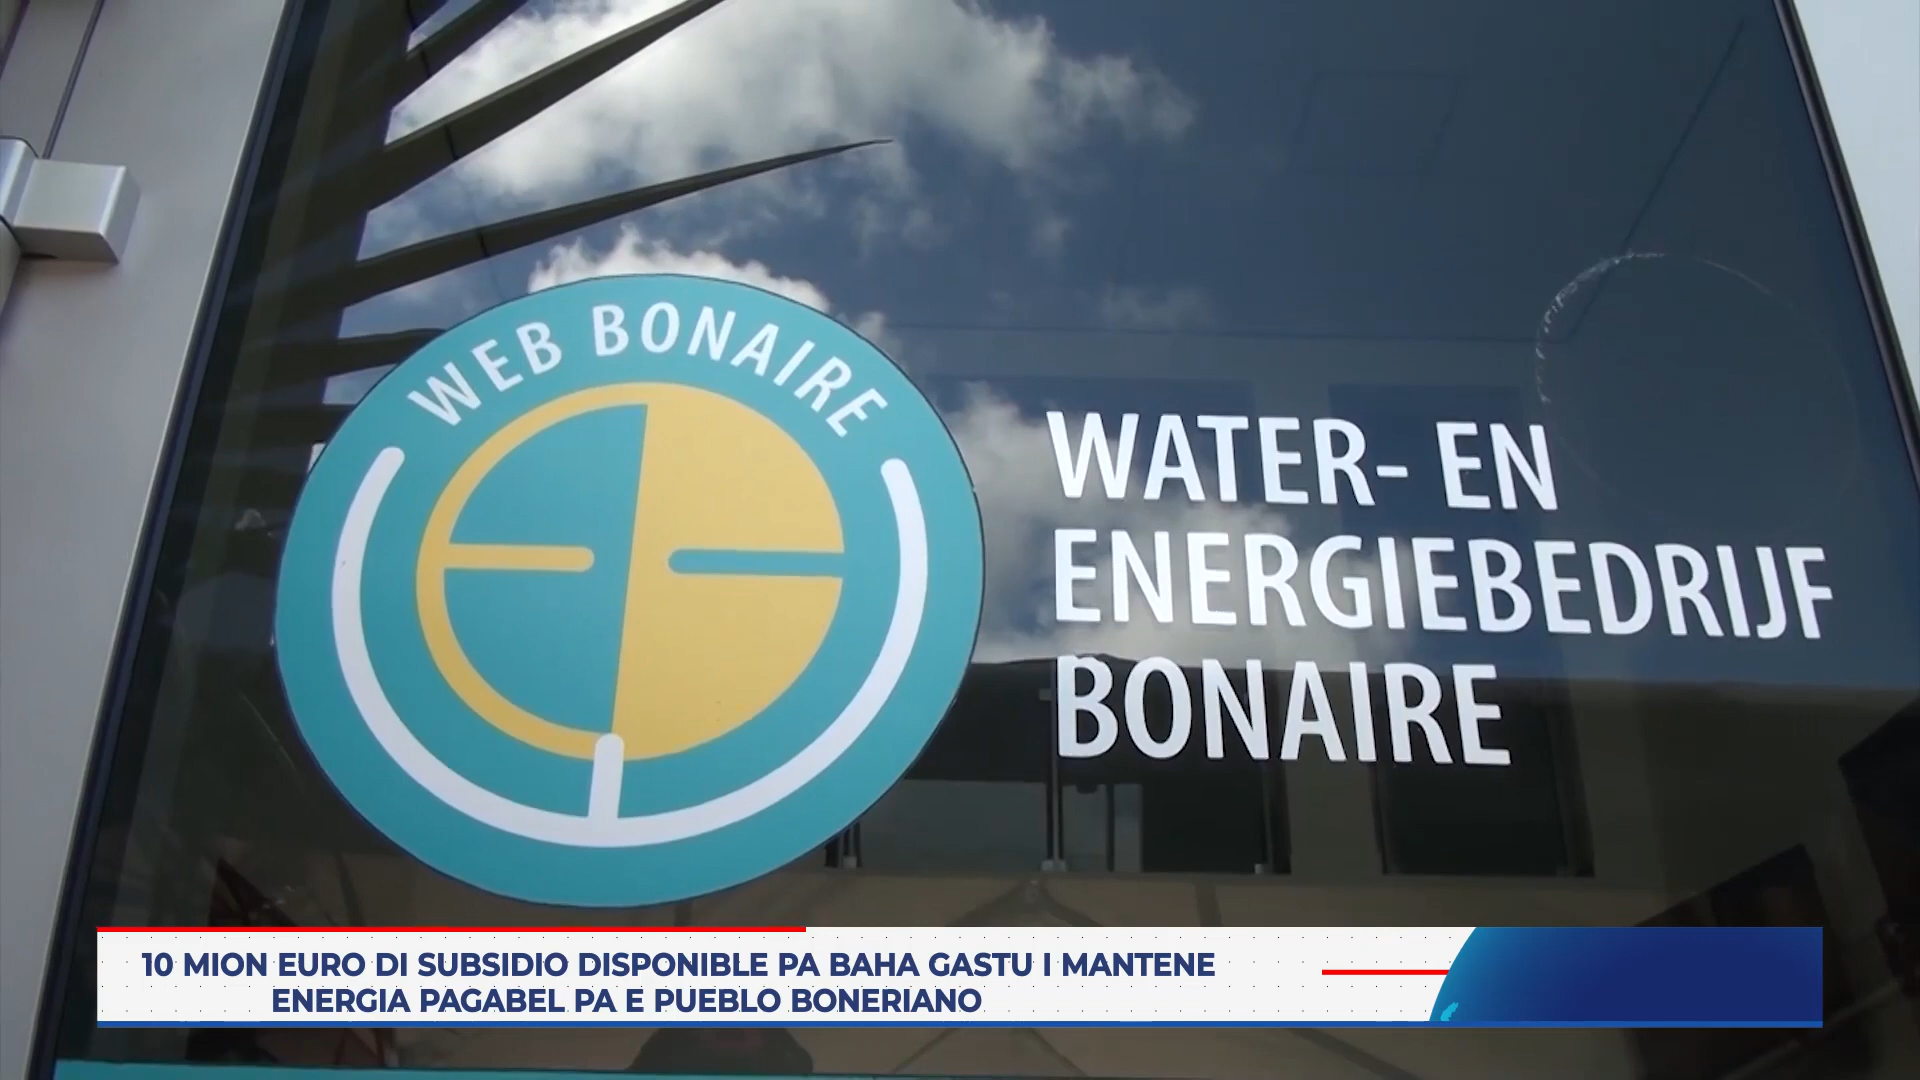 WEB BONAIRE
WATER- EN
ENERGIEBEDRIJF
BONAIRE
10 MION EURO DI SUBSIDIO DISPONIBLE PA BAHA GASTU I MANTENE
ENERGIA PAGABEL PA E PUEBLO BONERIANO